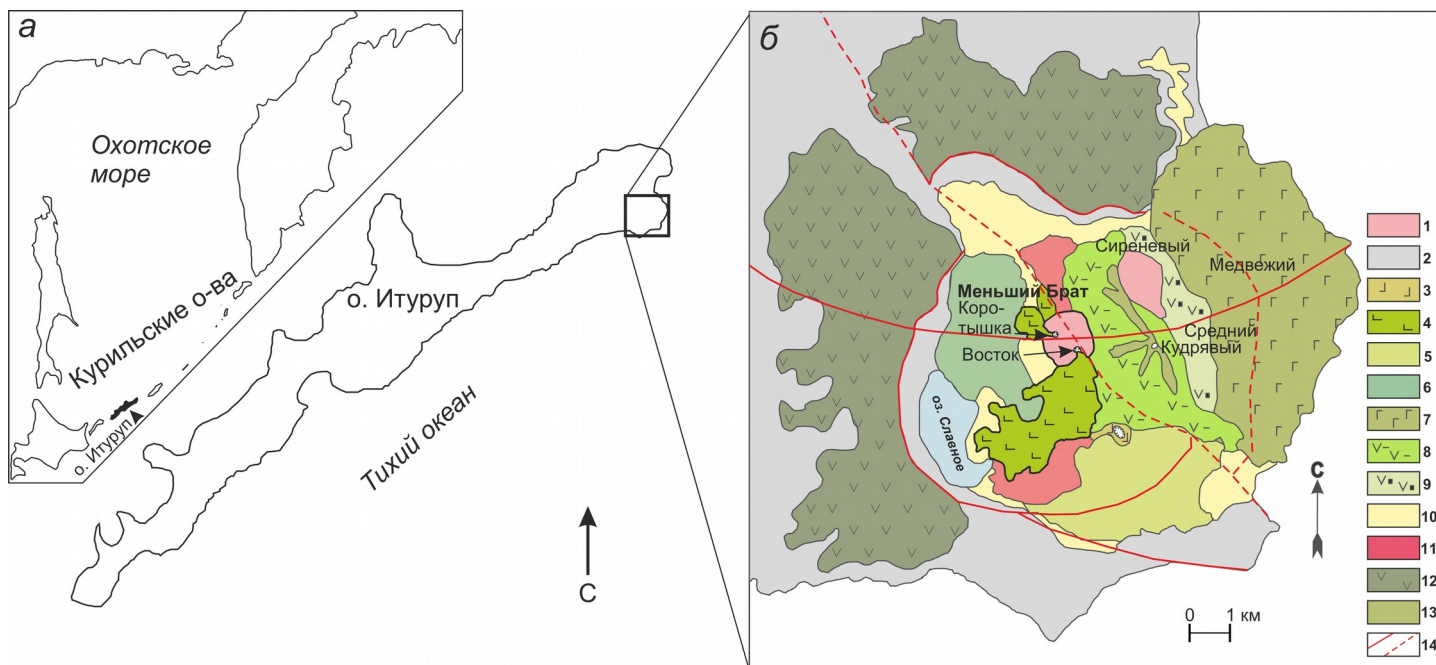 а
Охотское
море
Курильские о-ва
о. Итуруп
о. Итуруп
Тихий океан
С
б
Сиреневый
Медвежий
Меньший Брат
Коро-
тышка
Средний
Кудрявый
Восток
оз. Славное
С
0 1 км
1
2
3
4
5
6
7
8
9
10
11
12
13
14